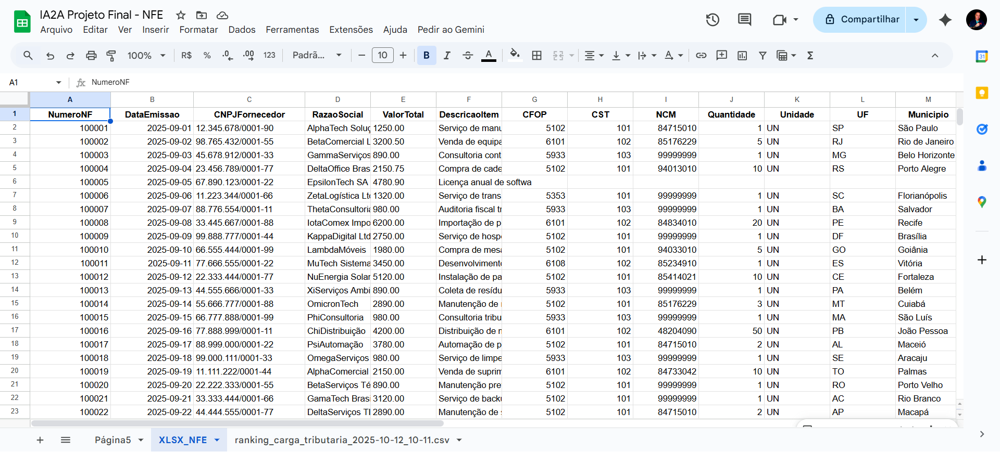 IA2A Projeto Final - NFE
Arquivo Editar Ver Inserir Formatar Dados Ferramentas Extensões Ajuda Pedir ao Gemini
Compartilhar
31
100% R$ % .0 .00 123 Padrã... 10 B I S A A Σ
A1 fx NumeroNF
A B C D E F G H I J K L M
1 NumeroNF DataEmissao CNPJFornecedor RazaoSocial ValorTotal DescricaoItem CFOP CST NCM Quantidade Unidade UF Municipio
2 100001 2025-09-01 12.345.678/0001-90 AlphaTech Soluç 1250.00 Serviço de manu 5102 101 84715010 1 UN SP São Paulo
3 100002 2025-09-02 98.765.432/0001-55 BetaComercial L 3200.50 Venda de equipa 6101 102 85176229 5 UN RJ Rio de Janeiro
4 100003 2025-09-03 45.678.912/0001-33 GammaServiços 890.00 Consultoria cont 5933 103 99999999 1 UN MG Belo Horizonte
5 100004 2025-09-04 23.456.789/0001-77 DeltaOffice Bras 2150.75 Compra de cade 5102 101 94013010 10 UN RS Porto Alegre
6 100005 2025-09-05 67.890.123/0001-22 EpsilonTech SA 4780.90 Licença anual de softwa
7 100006 2025-09-06 11.223.344/0001-66 ZetaLogística Lt 1320.00 Serviço de trans 5353 101 99999999 1 UN SC Florianópolis
8 100007 2025-09-07 88.776.554/0001-11 ThetaConsultoria 980.00 Auditoria fiscal tr 5933 103 99999999 1 UN BA Salvador
9 100008 2025-09-08 33.445.667/0001-88 IotaComex Impo 6200.00 Importação de p 6101 102 84834010 20 UN PE Recife
10 100009 2025-09-09 99.888.777/0001-44 KappaDigital Ltd 2750.00 Serviço de hosp 5102 101 99999999 1 UN DF Brasília
11 100010 2025-09-10 66.555.444/0001-99 LambdaMóveis 1980.00 Compra de mesa 5102 101 94033010 5 UN GO Goiânia
12 100011 2025-09-11 77.666.555/0001-22 MuTech Sistema 3450.00 Desenvolviment 6108 102 85234910 1 UN ES Vitória
13 100012 2025-09-12 22.333.444/0001-77 NuEnergia Solar 5120.00 Instalação de pa 5102 101 85414021 10 UN CE Fortaleza
14 100013 2025-09-13 44.555.666/0001-33 XiServiços Ambi 890.00 Coleta de resídu 5933 103 99999999 1 UN PA Belém
15 100014 2025-09-14 55.666.777/0001-88 OmicronTech 2890.00 Manutenção de 5102 101 85176229 3 UN MT Cuiabá
16 100015 2025-09-15 66.777.888/0001-99 PhiConsultoria 980.00 Consultoria tribu 5933 103 99999999 1 UN MA São Luís
17 100016 2025-09-16 77.888.999/0001-11 ChiDistribuição 4200.00 Distribuição de 6101 102 48204090 50 UN PB João Pessoa
18 100017 2025-09-17 88.999.000/0001-22 PsiAutomação 3780.00 Automação de p 5102 101 84715010 2 UN AL Maceió
19 100018 2025-09-18 99.000.111/0001-33 OmegaServiços 980.00 Serviço de limpe 5933 103 99999999 1 UN SE Aracaju
20 100019 2025-09-19 11.111.222/0001-44 AlphaComercial 2150.00 Venda de suprim 6101 102 84733042 10 UN TO Palmas
21 100020 2025-09-20 22.222.333/0001-55 BetaServiços Té 890.00 Manutenção pre 5102 101 99999999 1 UN RO Porto Velho
22 100021 2025-09-21 33.333.444/0001-66 GamaTech Brasi 3120.00 Serviço de back 5102 101 99999999 1 UN AC Rio Branco
23 100022 2025-09-22 44.444.555/0001-77 DeltaServiços TI 2890.00 Manutenção de 5102 101 84715010 2 UN AP Macapá
Página5 XLSX_NFE ranking_carga_tributaria_2025-10-12_10-11.csv